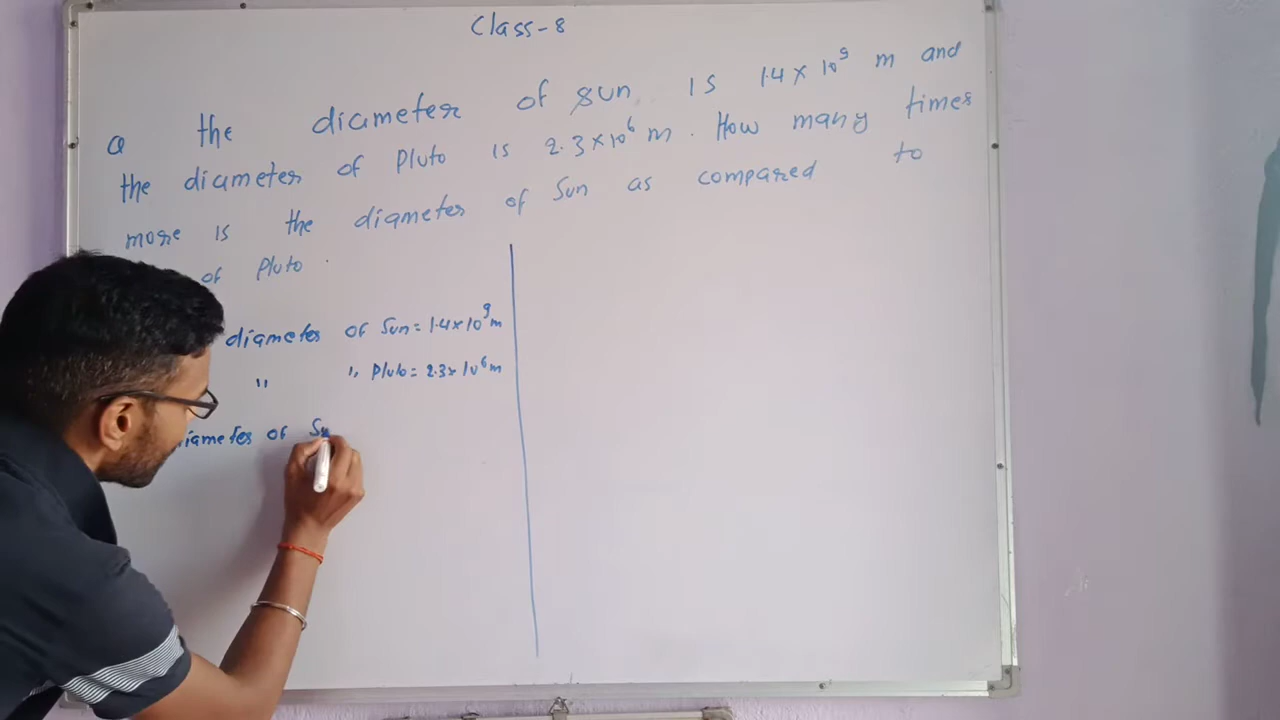 Class-8
Q the diameter of sun is 1.4×10⁹ m and
the diameter of Pluto is 2.3×10⁶ m. How many times
more is the diameter of Sun as compared to
of Pluto.
diameter of Sun = 1.4×10⁹ m
" " Pluto = 2.3×10⁶ m
diameter of Su